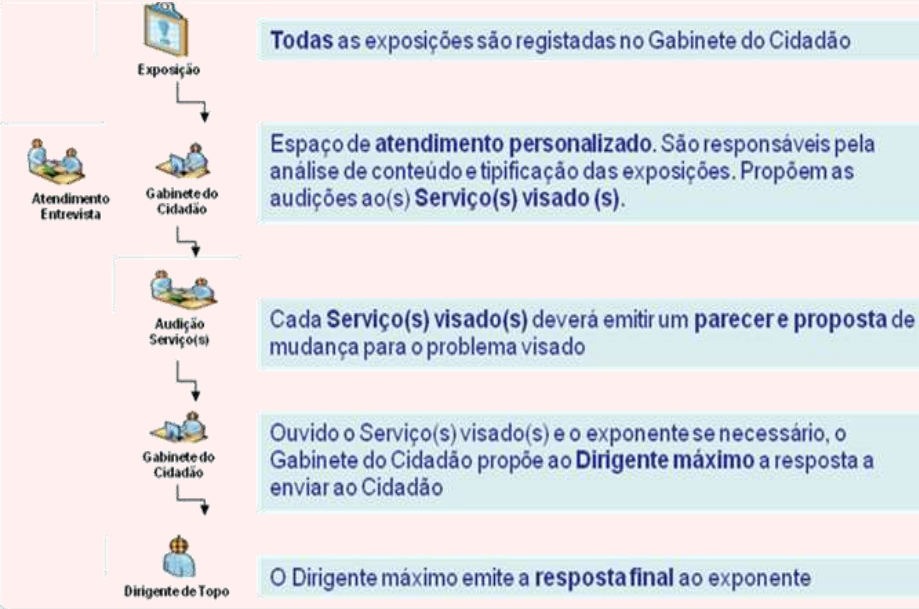 Exposição
Todas as exposições são registadas no Gabinete do Cidadão
Atendimento
Entrevista
Gabinete do
Cidadão
Espaço de atendimento personalizado. São responsáveis pela
análise de conteúdo e tipificação das exposições. Propõem as
audições ao(s) Serviço(s) visado (s).
Audição
Serviço(s)
Cada Serviço(s) visado(s) deverá emitir um parecer e proposta de
mudança para o problema visado
Gabinete do
Cidadão
Ouvido o Serviço(s) visado(s) e o exponente se necessário, o
Gabinete do Cidadão propõe ao Dirigente máximo a resposta a
enviar ao Cidadão
Dirigente de Topo
O Dirigente máximo emite a resposta final ao exponente